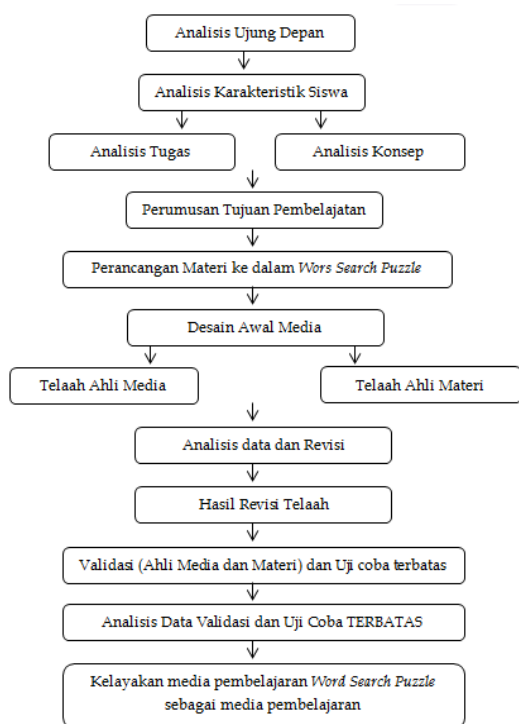 Analisis Ujung Depan
Analisis Karakteristik Siswa
Analisis Tugas
Analisis Konsep
Perumusan Tujuan Pembelajatan
Perancangan Materi ke dalam Wors Search Puzzle
Desain Awal Media
Telaah Ahli Media
Telaah Ahli Materi
Analisis data dan Revisi
Hasil Revisi Telaah
Validasi (Ahli Media dan Materi) dan Uji coba terbatas
Analisis Data Validasi dan Uji Coba TERBATAS
Kelayakan media pembelajaran Word Search Puzzle
sebagai media pembelajaran